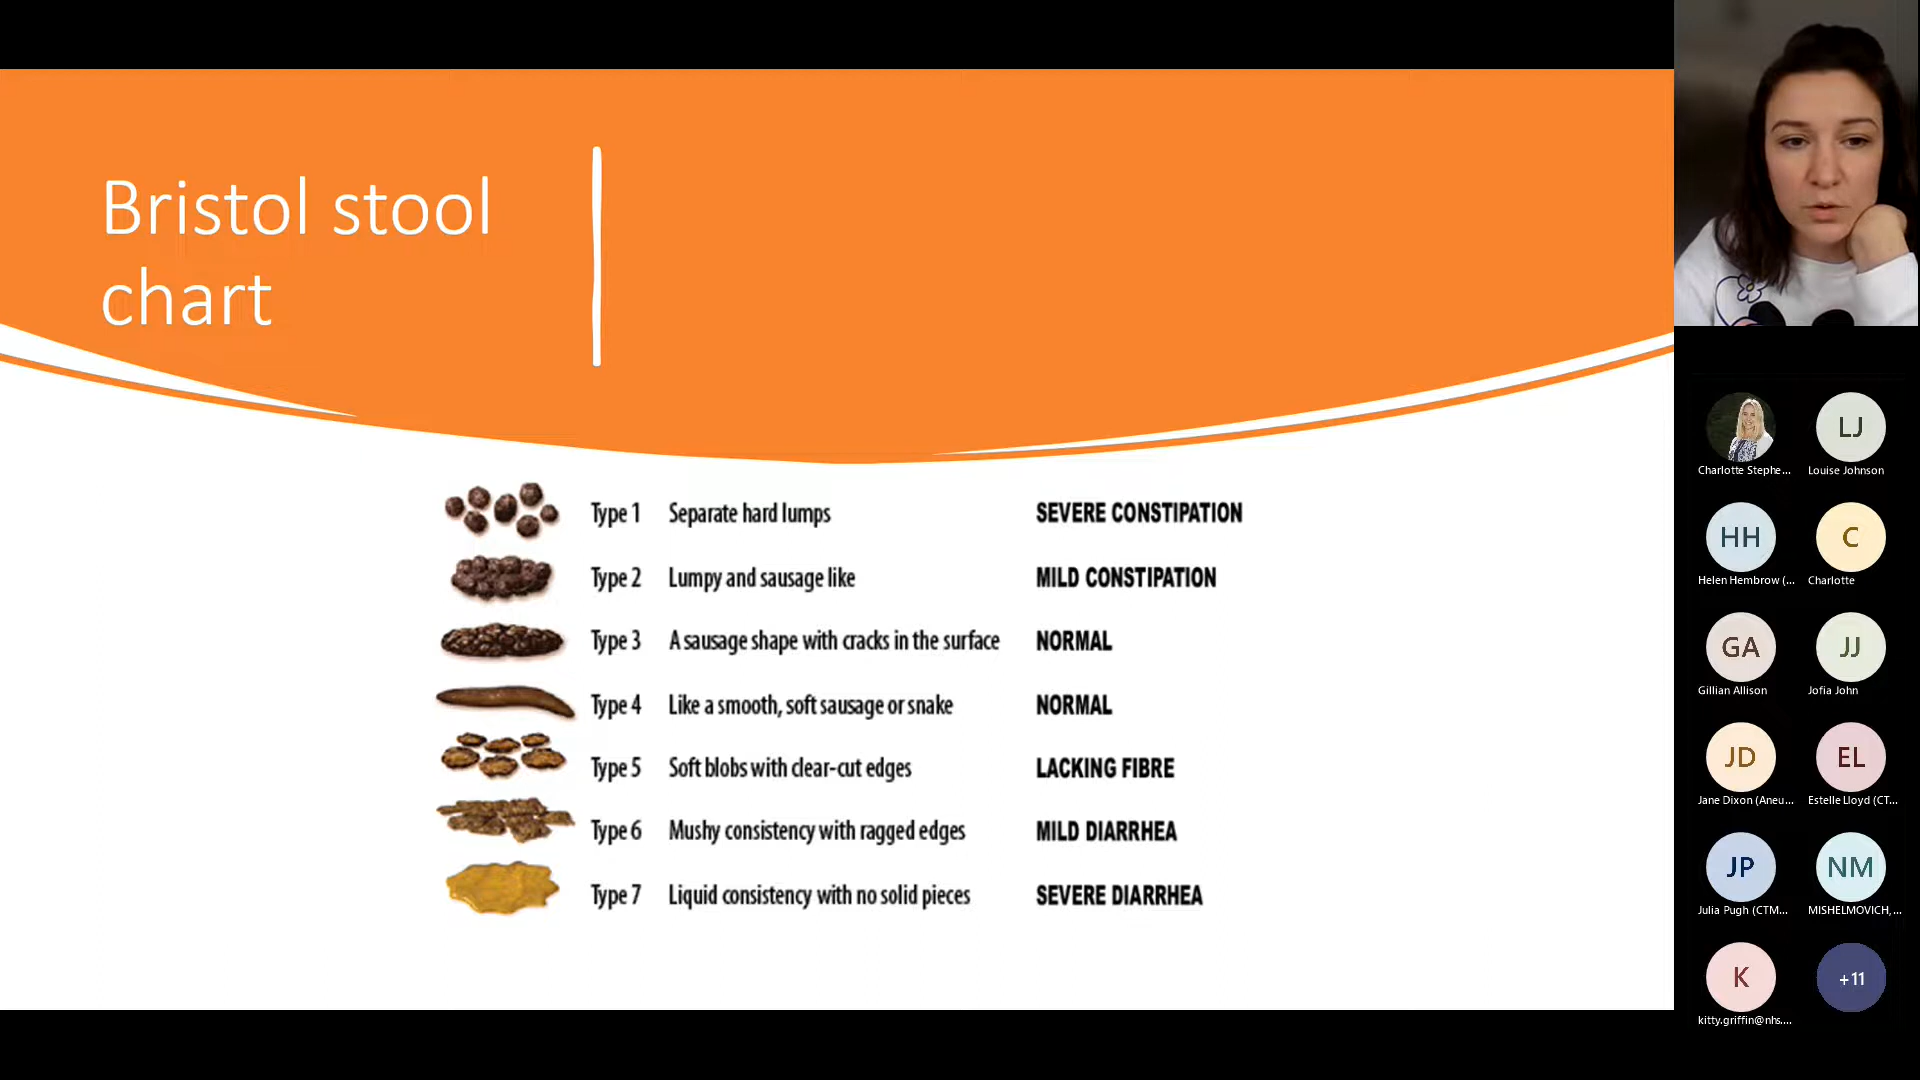 Bristol stool
chart
Type 1 Separate hard lumps SEVERE CONSTIPATION
Type 2 Lumpy and sausage like MILD CONSTIPATION
Type 3 A sausage shape with cracks in the surface NORMAL
Type 4 Like a smooth, soft sausage or snake NORMAL
Type 5 Soft blobs with clear-cut edges LACKING FIBRE
Type 6 Mushy consistency with ragged edges MILD DIARRHEA
Type 7 Liquid consistency with no solid pieces SEVERE DIARRHEA
LJ
Charlotte Stephe... Louise Johnson
HH C
Helen Hembrow (... Charlotte
GA JJ
Gillian Allison Jofia John
JD EL
Jane Dixon (Aneu... Estelle Lloyd (CT...
JP NM
Julia Pugh (CTM... MISHELMOVICH,...
K +11
kitty.griffin@nhs....